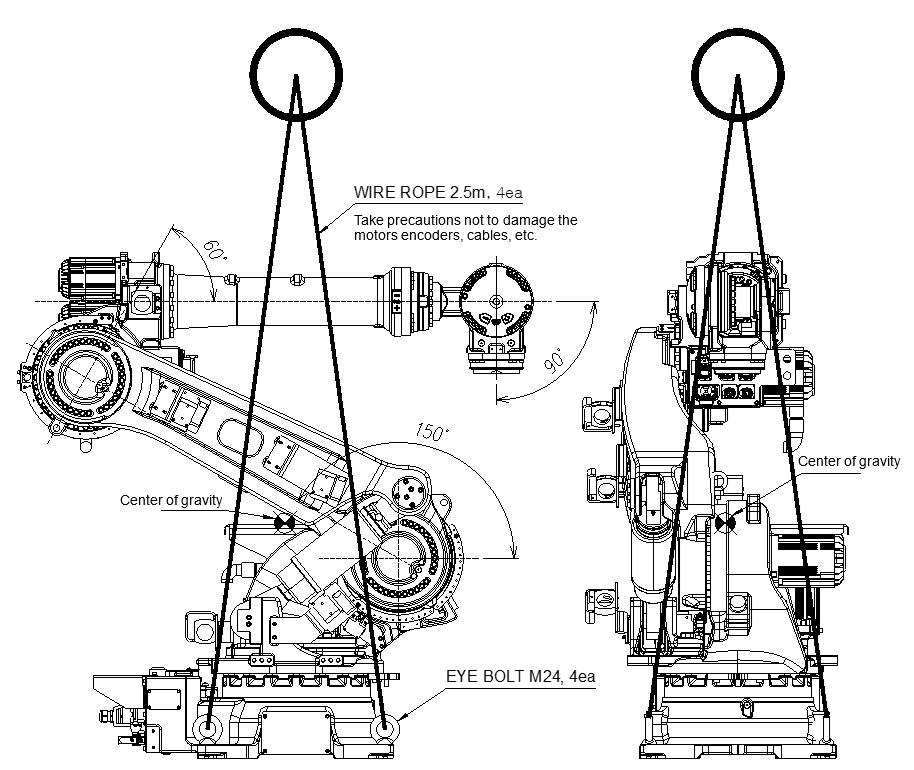 WIRE ROPE 2.5m, 4ea
Take precautions not to damage the
motors encoders, cables, etc.
60°
90°
150°
Center of gravity
Center of gravity
EYE BOLT M24, 4ea